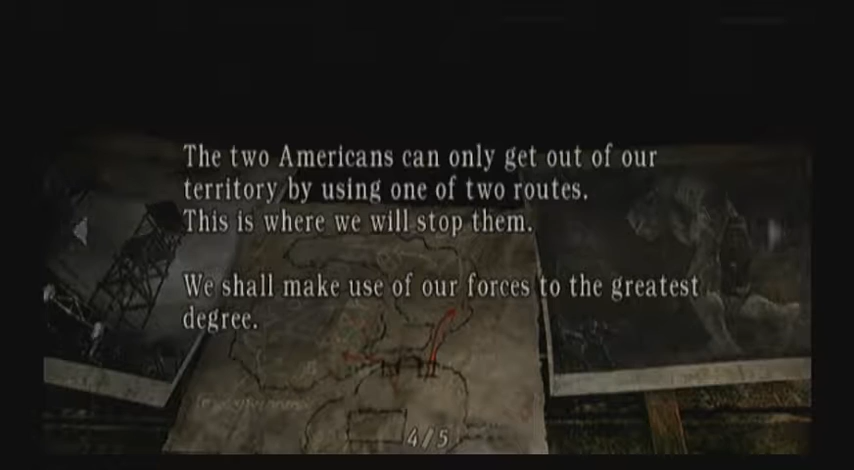 The two Americans can only get out of our
territory by using one of two routes.
This is where we will stop them.
We shall make use of our forces to the greatest
degree.
4/5